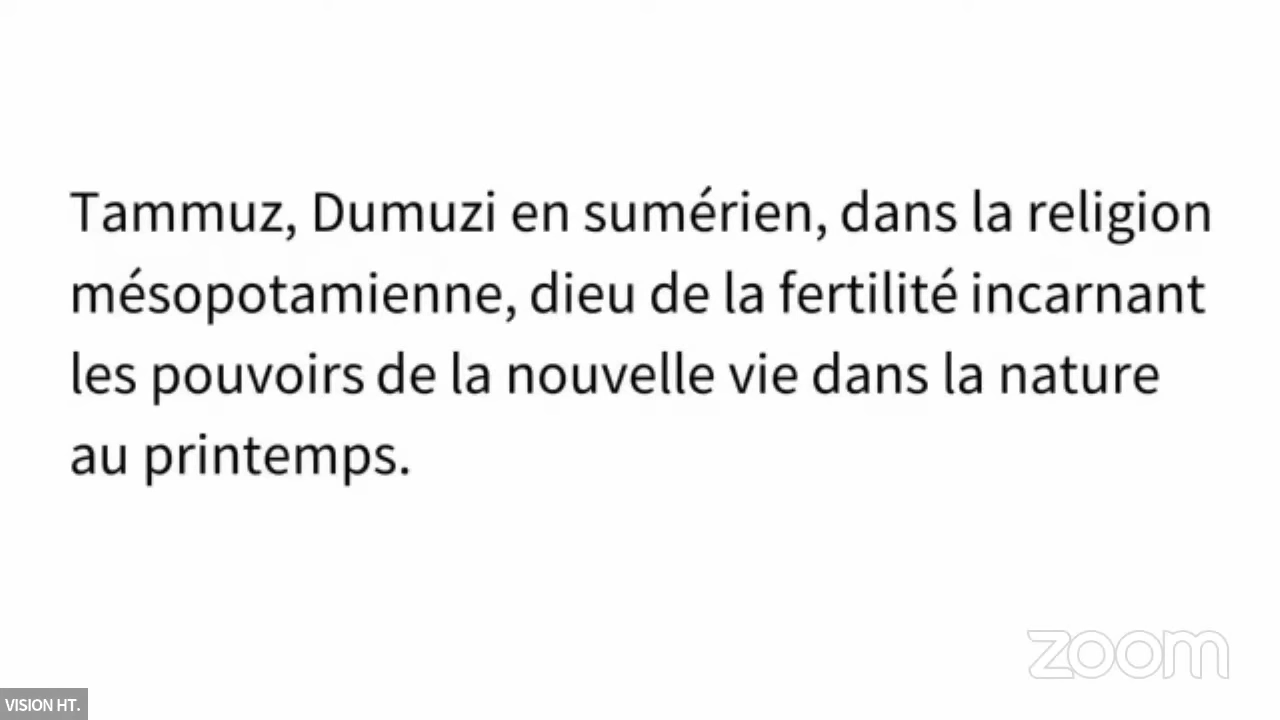 Tammuz, Dumuzi en sumérien, dans la religion
mésopotamienne, dieu de la fertilité incarnant
les pouvoirs de la nouvelle vie dans la nature
au printemps.
zoom
VISION HT.